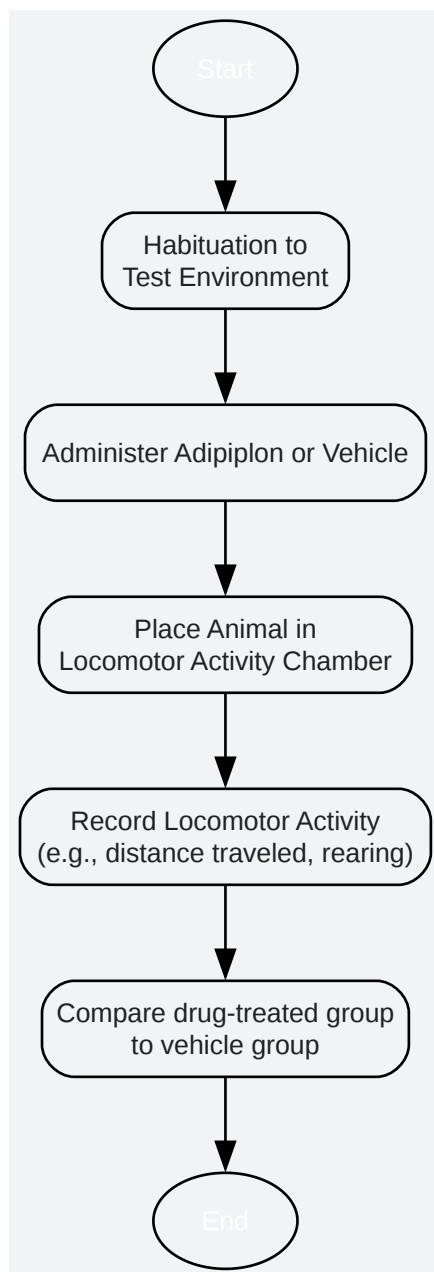 Start
Habituation to
Test Environment
Administer Adipiplon or Vehicle
Place Animal in
Locomotor Activity Chamber
Record Locomotor Activity
(e.g., distance traveled, rearing)
Compare drug-treated group
to vehicle group
End